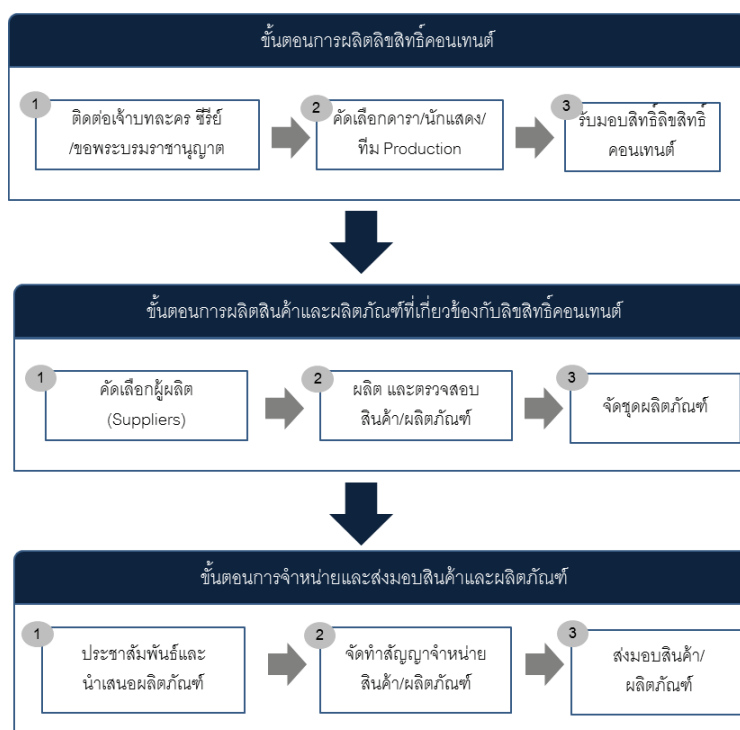 ขั้นตอนการผลิตลิขสิทธิ์คอนเทนต์
1
ติดต่อเจ้าบทละคร ซีรีย์
/ขอพระบรมราชานุญาต
2
คัดเลือกดารา/นักแสดง/
ทีม Production
3
รับมอบสิทธิ์ลิขสิทธิ์
คอนเทนต์
ขั้นตอนการผลิตสินค้าและผลิตภัณฑ์ที่เกี่ยวข้องกับลิขสิทธิ์คอนเทนต์
1
คัดเลือกผู้ผลิต
(Suppliers)
2
ผลิต และตรวจสอบ
สินค้า/ผลิตภัณฑ์
3
จัดชุดผลิตภัณฑ์
ขั้นตอนการจำหน่ายและส่งมอบสินค้าและผลิตภัณฑ์
1
ประชาสัมพันธ์และ
นำเสนอผลิตภัณฑ์
2
จัดทำสัญญาจำหน่าย
สินค้า/ผลิตภัณฑ์
3
ส่งมอบสินค้า/
ผลิตภัณฑ์